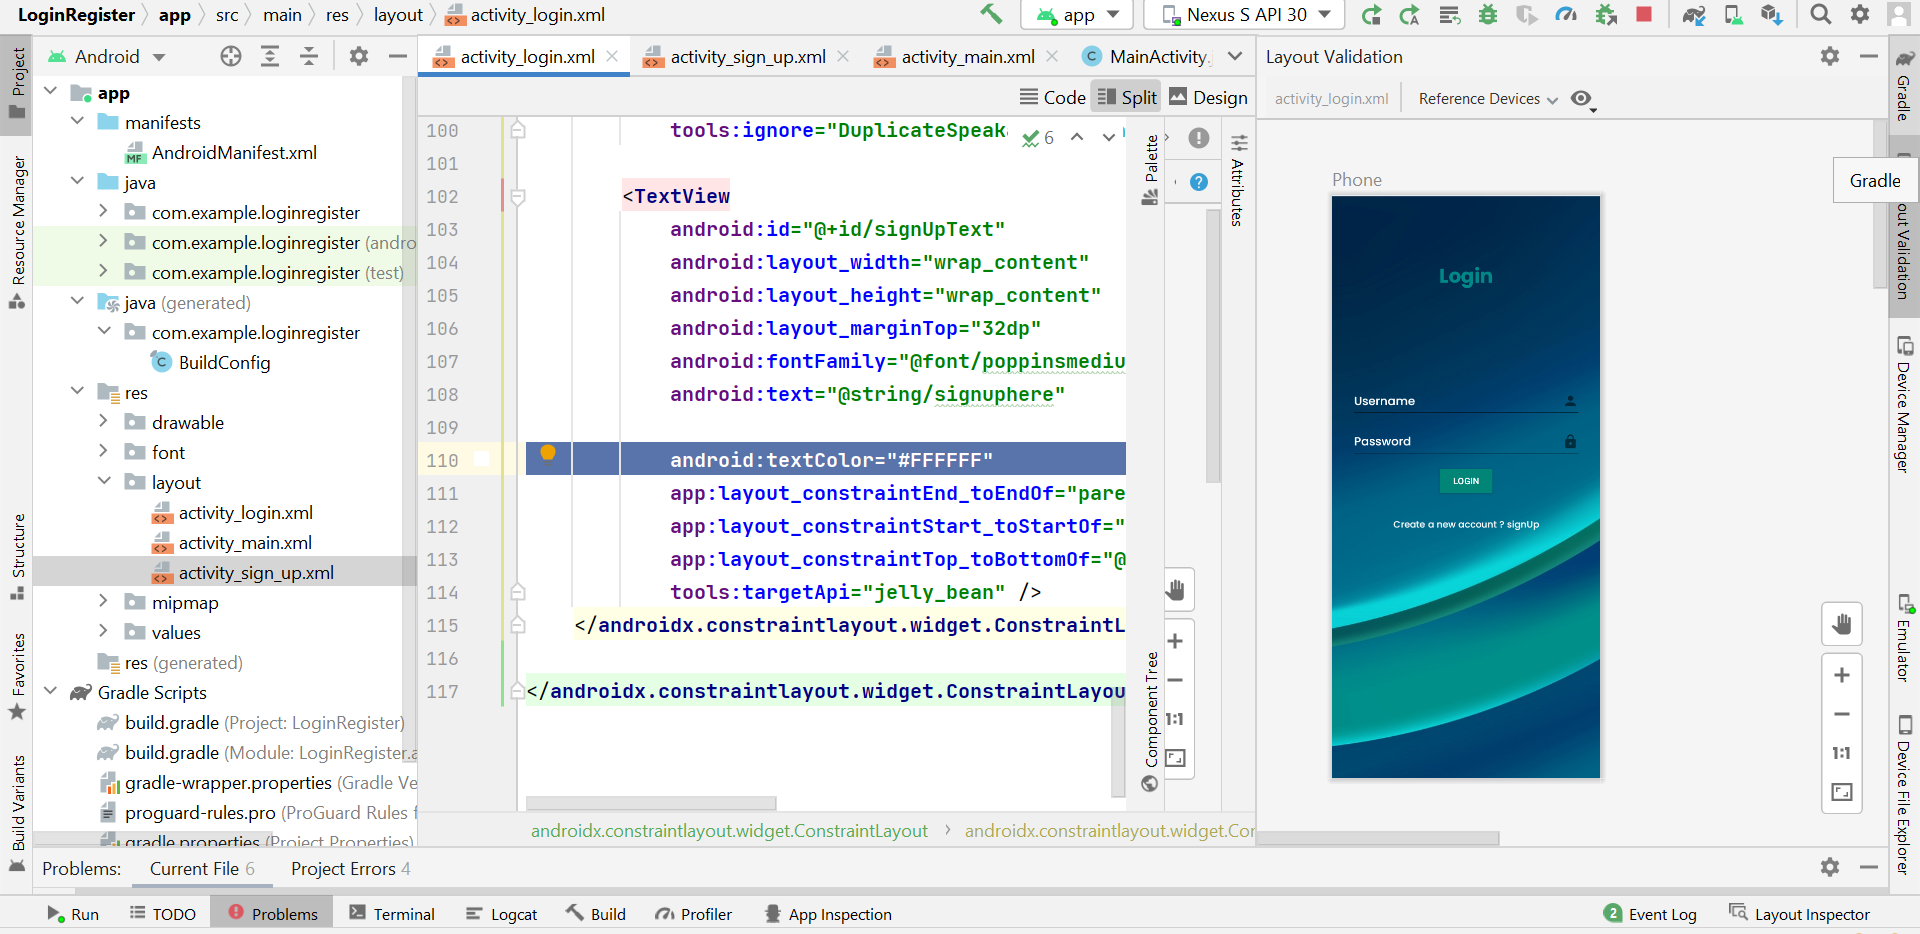 LoginRegister app src main res layout activity_login.xml
app
Nexus S API 30
Android
activity_login.xml
activity_sign_up.xml
activity_main.xml
MainActivity.
Layout Validation
Code
Split
Design
activity_login.xml
Reference Devices
Project
Resource Manager
Structure
Favorites
Build Variants
app
manifests
AndroidManifest.xml
java
com.example.loginregister
com.example.loginregister (andro
com.example.loginregister (test)
java (generated)
com.example.loginregister
BuildConfig
res
drawable
font
layout
activity_login.xml
activity_main.xml
activity_sign_up.xml
mipmap
values
res (generated)
Gradle Scripts
build.gradle (Project: LoginRegister)
build.gradle (Module: LoginRegister.a
gradle-wrapper.properties (Gradle Ve
proguard-rules.pro (ProGuard Rules f
gradle.properties (Project Properties)
100 tools:ignore="DuplicateSpeak
6
101
102 <TextView
103 android:id="@+id/signUpText"
104 android:layout_width="wrap_content"
105 android:layout_height="wrap_content"
106 android:layout_marginTop="32dp"
107 android:fontFamily="@font/poppinsmediu
108 android:text="@string/signuphere"
109
110 android:textColor="#FFFFFF"
111 app:layout_constraintEnd_toEndOf="pare
112 app:layout_constraintStart_toStartOf="
113 app:layout_constraintTop_toBottomOf="@
114 tools:targetApi="jelly_bean" />
115 </androidx.constraintlayout.widget.ConstraintL
116
117 </androidx.constraintlayout.widget.ConstraintLayou
androidx.constraintlayout.widget.ConstraintLayout
androidx.constraintlayout.widget.Cor
Palette
Attributes
Component Tree
1:1
Phone
Login
Username
Password
LOGIN
Create a new account ? signUp
1:1
Gradle
Gradle
out Validation
Device Manager
Emulator
Device File Explorer
Problems: Current File 6 Project Errors 4
Run
TODO
Problems
Terminal
Logcat
Build
Profiler
App Inspection
2 Event Log
Layout Inspector